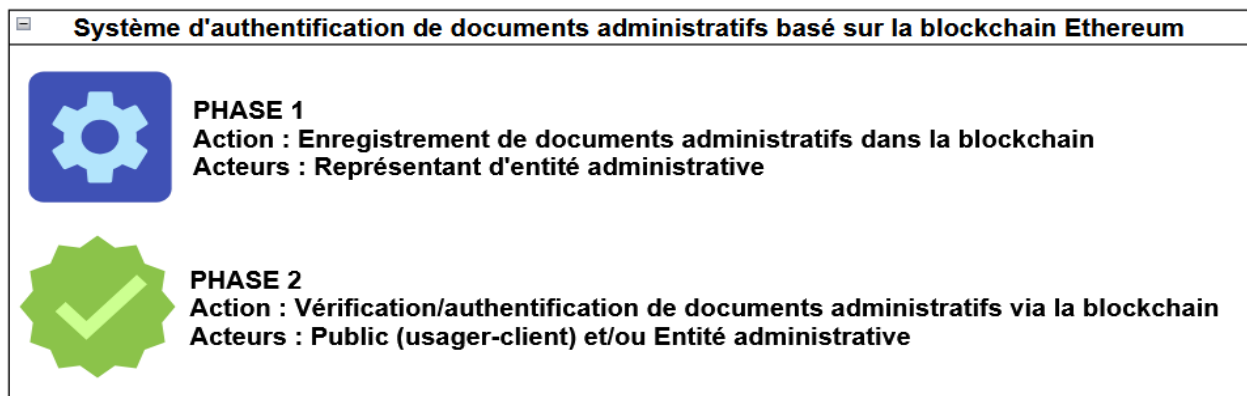 Système d'authentification de documents administratifs basé sur la blockchain Ethereum
PHASE 1
Action : Enregistrement de documents administratifs dans la blockchain
Acteurs : Représentant d'entité administrative
PHASE 2
Action : Vérification/authentification de documents administratifs via la blockchain
Acteurs : Public (usager-client) et/ou Entité administrative